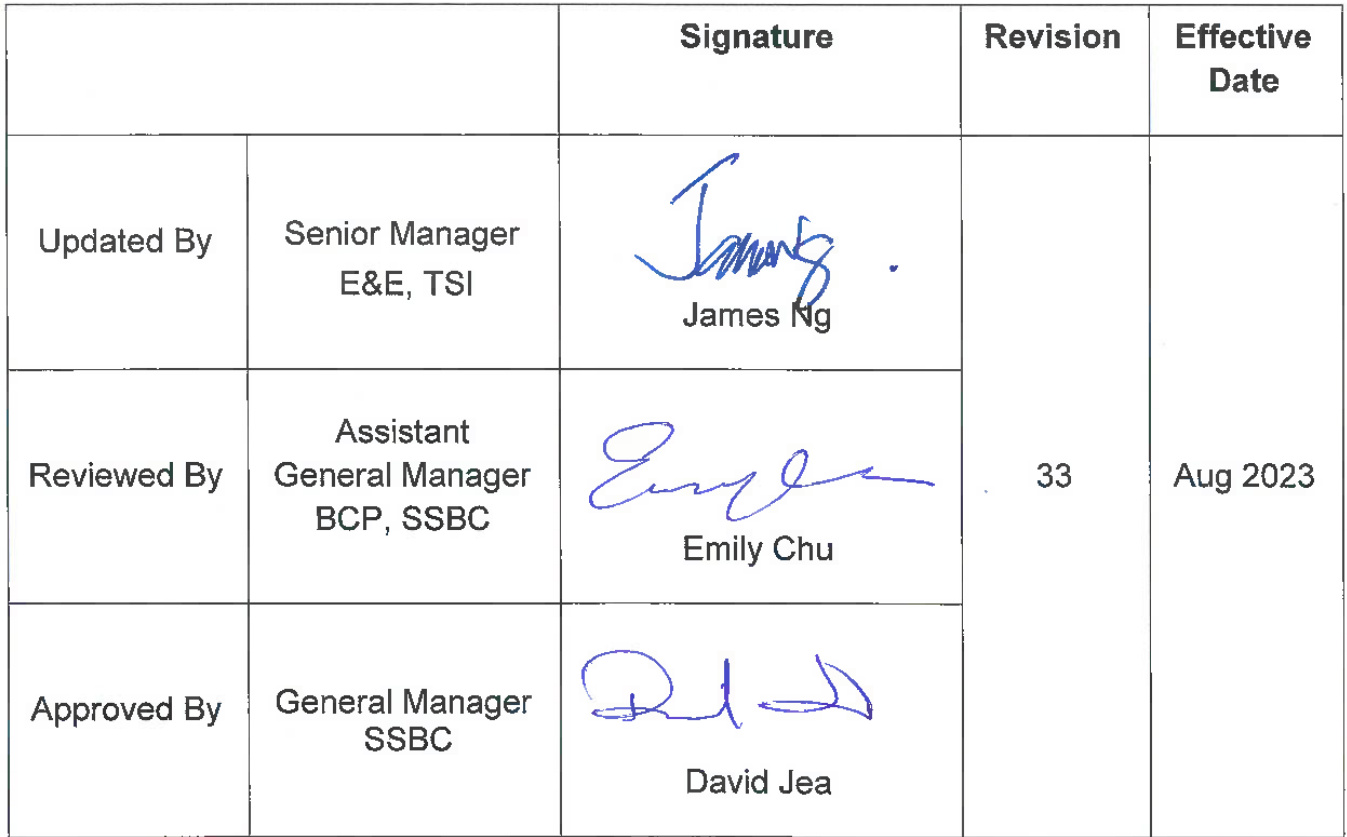 Signature Revision Effective
Date
Updated By Senior Manager
E&E, TSI
James Ng
Reviewed By Assistant
General Manager
BCP, SSBC
Emily Chu
33 Aug 2023
Approved By General Manager
SSBC
David Jea